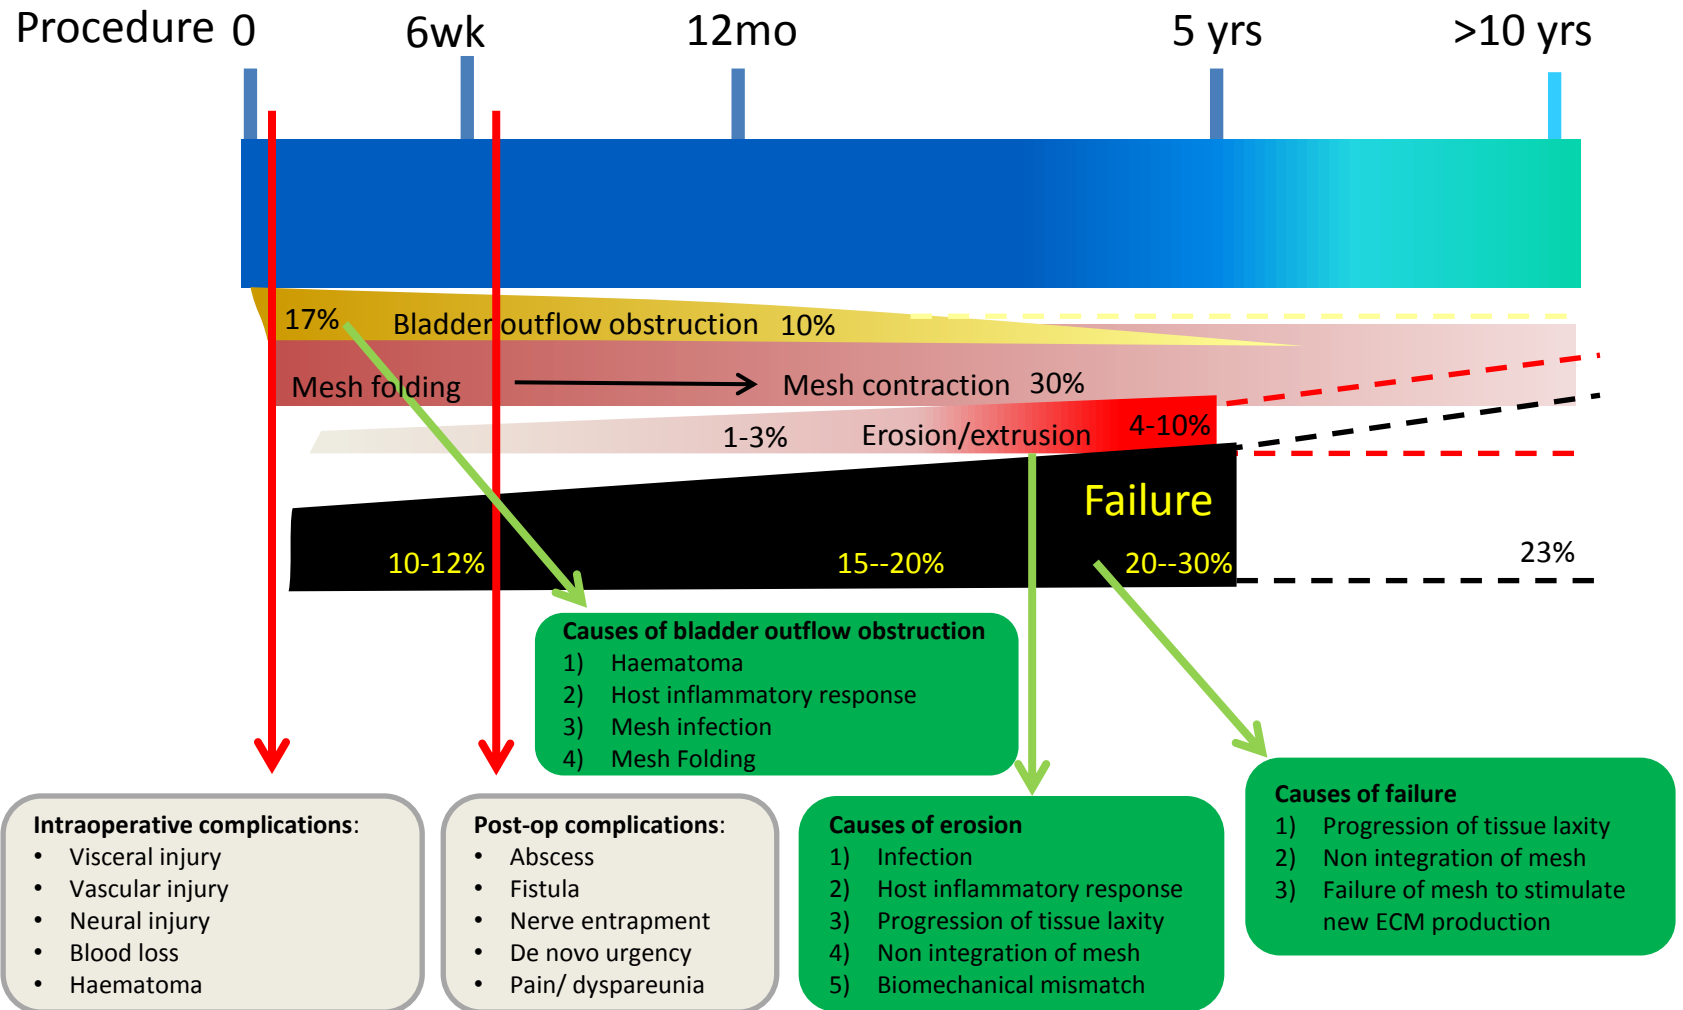 Procedure 0 6wk 12mo 5 yrs >10 yrs
17% Bladder outflow obstruction 10%
Mesh folding Mesh contraction 30%
1-3% Erosion/extrusion 4-10%
Failure
10-12% 15--20% 20--30% 23%
Causes of bladder outflow obstruction
1) Haematoma
2) Host inflammatory response
3) Mesh infection
4) Mesh Folding
Intraoperative complications:
• Visceral injury
• Vascular injury
• Neural injury
• Blood loss
• Haematoma
Post-op complications:
• Abscess
• Fistula
• Nerve entrapment
• De novo urgency
• Pain/ dyspareunia
Causes of erosion
1) Infection
2) Host inflammatory response
3) Progression of tissue laxity
4) Non integration of mesh
5) Biomechanical mismatch
Causes of failure
1) Progression of tissue laxity
2) Non integration of mesh
3) Failure of mesh to stimulate
new ECM production